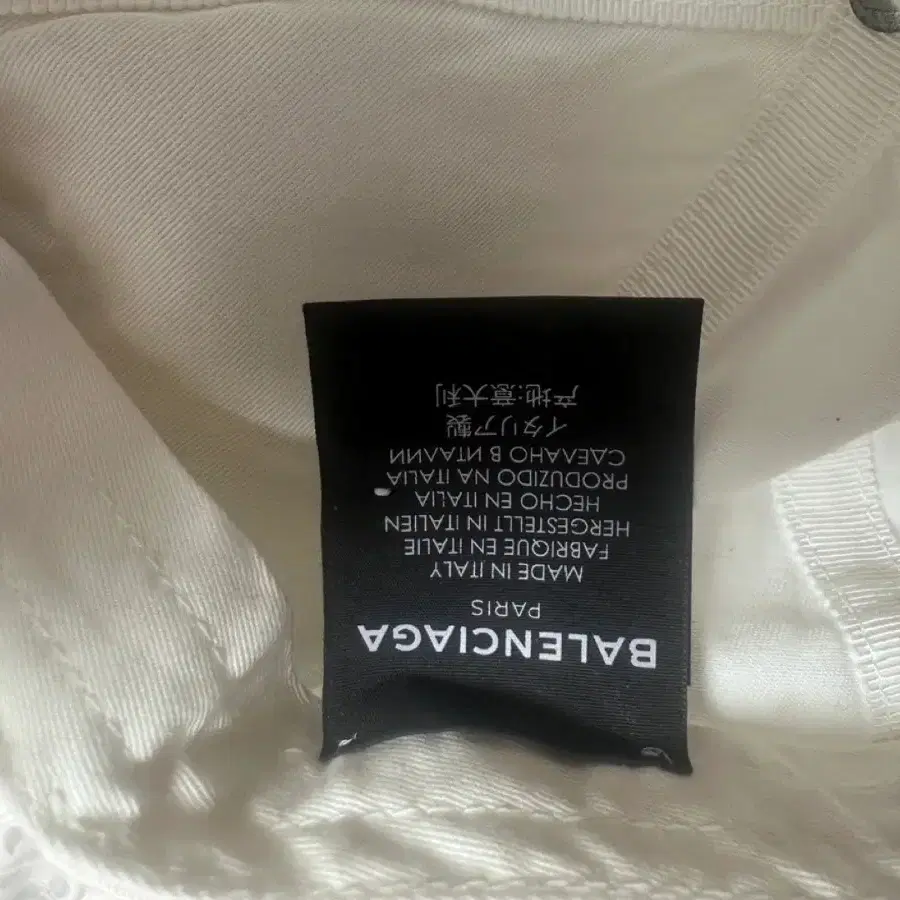 BALENCIAGA
PARIS
MADE IN ITALY
FABRIQUE EN ITALIE
HERGESTELLT IN ITALIEN
HECHO EN ITALIA
PRODUZIDO NA ITALIA
СДЕЛАНО В ИТАЛИИ
イタリア製
产地:意大利